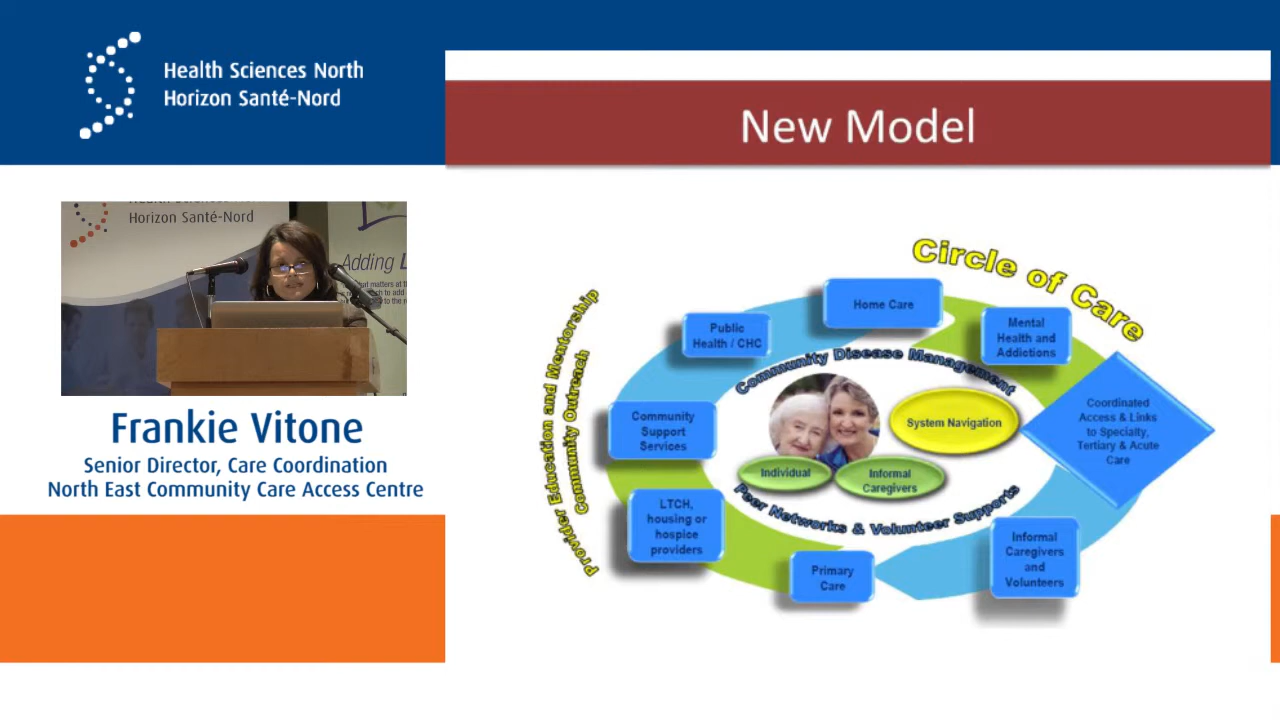 Health Sciences North
Horizon Santé-Nord
Horizon Santé-Nord
Adding
Frankie Vitone
Senior Director, Care Coordination
North East Community Care Access Centre
New Model
Circle of Care
Provider Education and Mentorship
Community Outreach
Home Care
Public
Health / CHC
Mental
Health and
Addictions
Community Disease Management
Community
Support
Services
System Navigation
Coordinated
Access & Links
to Specialty,
Tertiary & Acute
Care
Individual
Informal
Caregivers
Peer Networks & Volunteer Supports
LTCH,
housing or
hospice
providers
Primary
Care
Informal
Caregivers
and
Volunteers